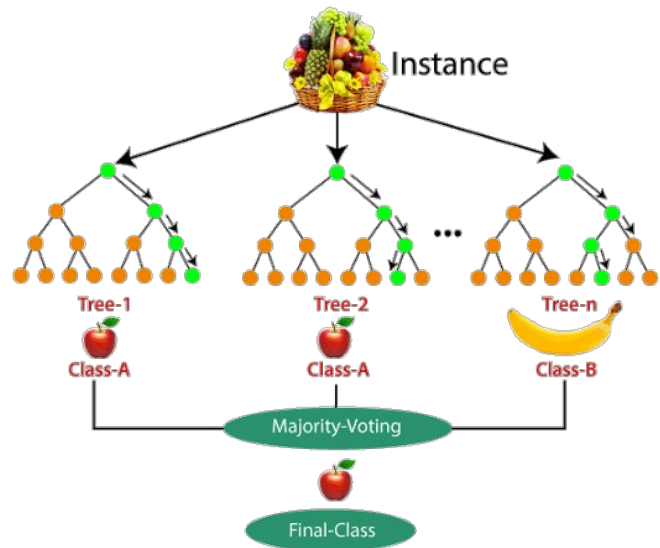 Instance
...
Tree-1
Tree-2
Tree-n
Class-A
Class-A
Class-B
Majority-Voting
Final-Class